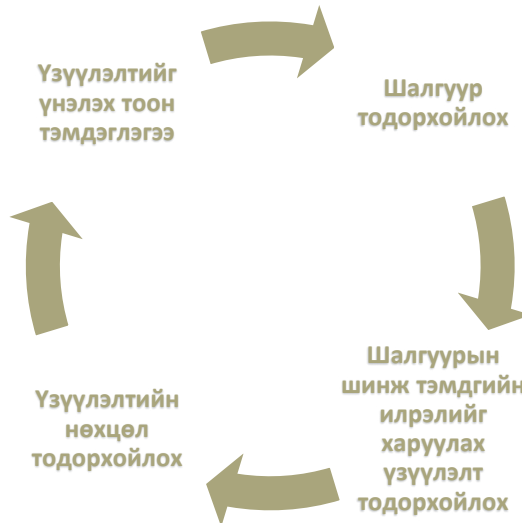 Үзүүлэлтийг
үнэлэх тоон
тэмдэглэгээ
Шалгуур
тодорхойлох
Шалгуурын
шинж тэмдгийн
илрэлийг
харуулах
үзүүлэлт
тодорхойлох
Үзүүлэлтийн
нөхцөл
тодорхойлох